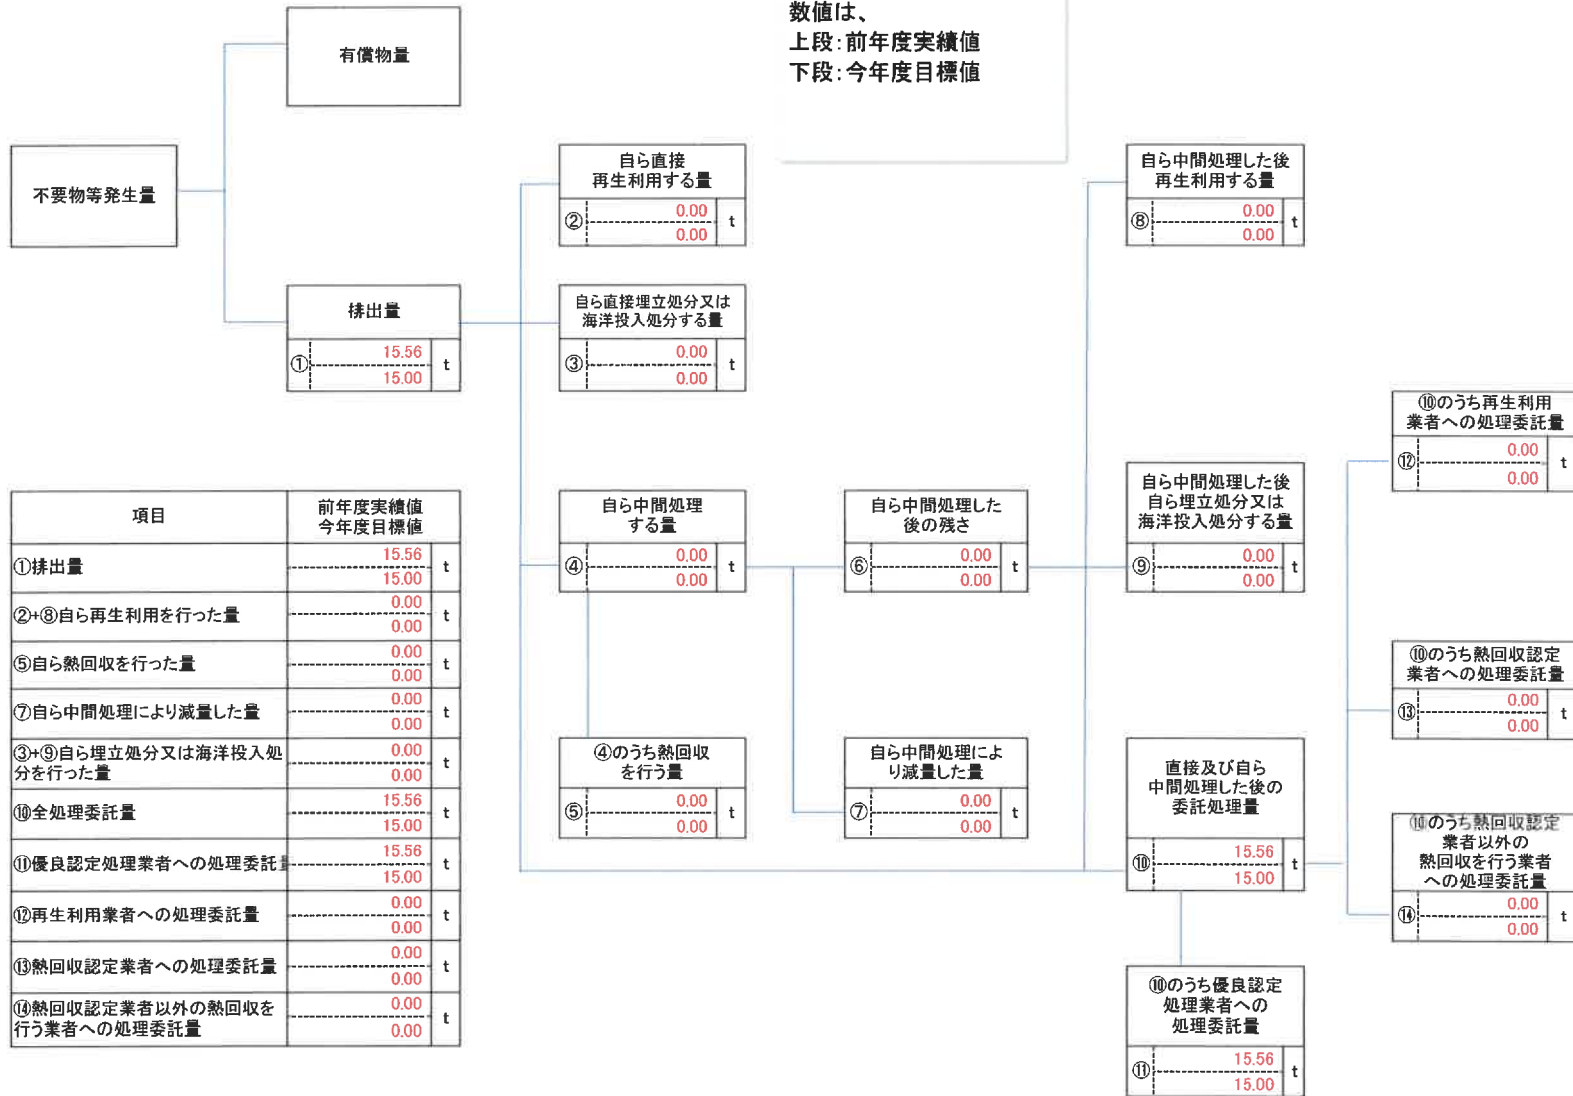 数値は、
上段:前年度実績値
下段:今年度目標値
有償物量
不要物等発生量
排出量
①
15.56
15.00
t
自ら直接
再生利用する量
②
0.00
0.00
t
自ら直接埋立処分又は
海洋投入処分する量
③
0.00
0.00
t
自ら中間処理した後
再生利用する量
⑧
0.00
0.00
t
自ら中間処理
する量
④
0.00
0.00
t
自ら中間処理した
後の残さ
⑥
0.00
0.00
t
自ら中間処理した後
自ら埋立処分又は
海洋投入処分する量
⑨
0.00
0.00
t
⑩のうち再生利用
業者への処理委託量
⑫
0.00
0.00
t
④のうち熱回収
を行う量
⑤
0.00
0.00
t
自ら中間処理によ
り減量した量
⑦
0.00
0.00
t
直接及び自ら
中間処理した後の
委託処理量
⑩
15.56
15.00
t
⑩のうち熱回収認定
業者への処理委託量
⑬
0.00
0.00
t
⑩のうち熱回収認定
業者以外の
熱回収を行う業者
への処理委託量
⑭
0.00
0.00
t
⑩のうち優良認定
処理業者への
処理委託量
⑪
15.56
15.00
t
項目
前年度実績値
今年度目標値
①排出量
15.56
15.00
t
②+⑧自ら再生利用を行った量
0.00
0.00
t
⑤自ら熱回収を行った量
0.00
0.00
t
⑦自ら中間処理により減量した量
0.00
0.00
t
③+⑨自ら埋立処分又は海洋投入処
分を行った量
0.00
0.00
t
⑩全処理委託量
15.56
15.00
t
⑪優良認定処理業者への処理委託量
15.56
15.00
t
⑫再生利用業者への処理委託量
0.00
0.00
t
⑬熱回収認定業者への処理委託量
0.00
0.00
t
⑭熱回収認定業者以外の熱回収を
行う業者への処理委託量
0.00
0.00
t